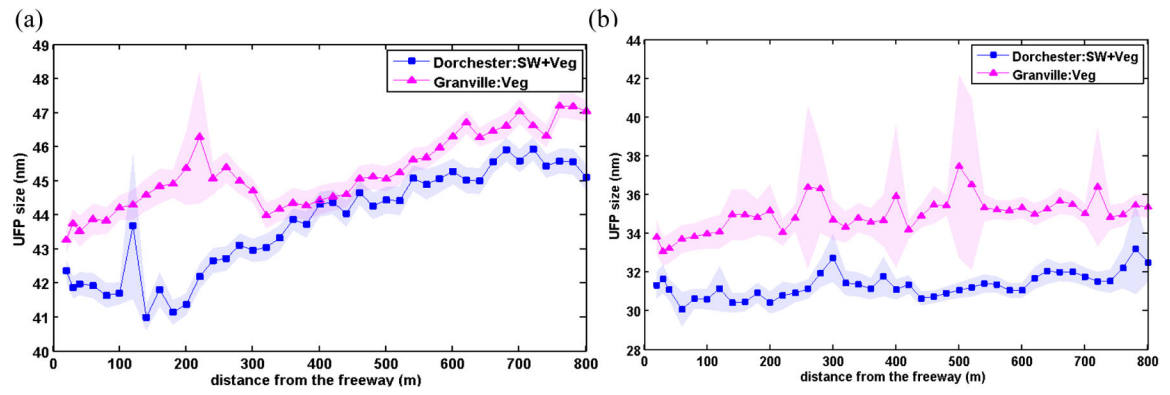 (a)
49
48
47
46
45
44
43
42
41
40
UFP size (nm)
Dorchester:SW+Veg
Granville:Veg
0 100 200 300 400 500 600 700 800
distance from the freeway (m)
(b)
44
42
40
38
36
34
32
30
28
UFP size (nm)
Dorchester:SW+Veg
Granville:Veg
0 100 200 300 400 500 600 700 800
distance from the freeway (m)